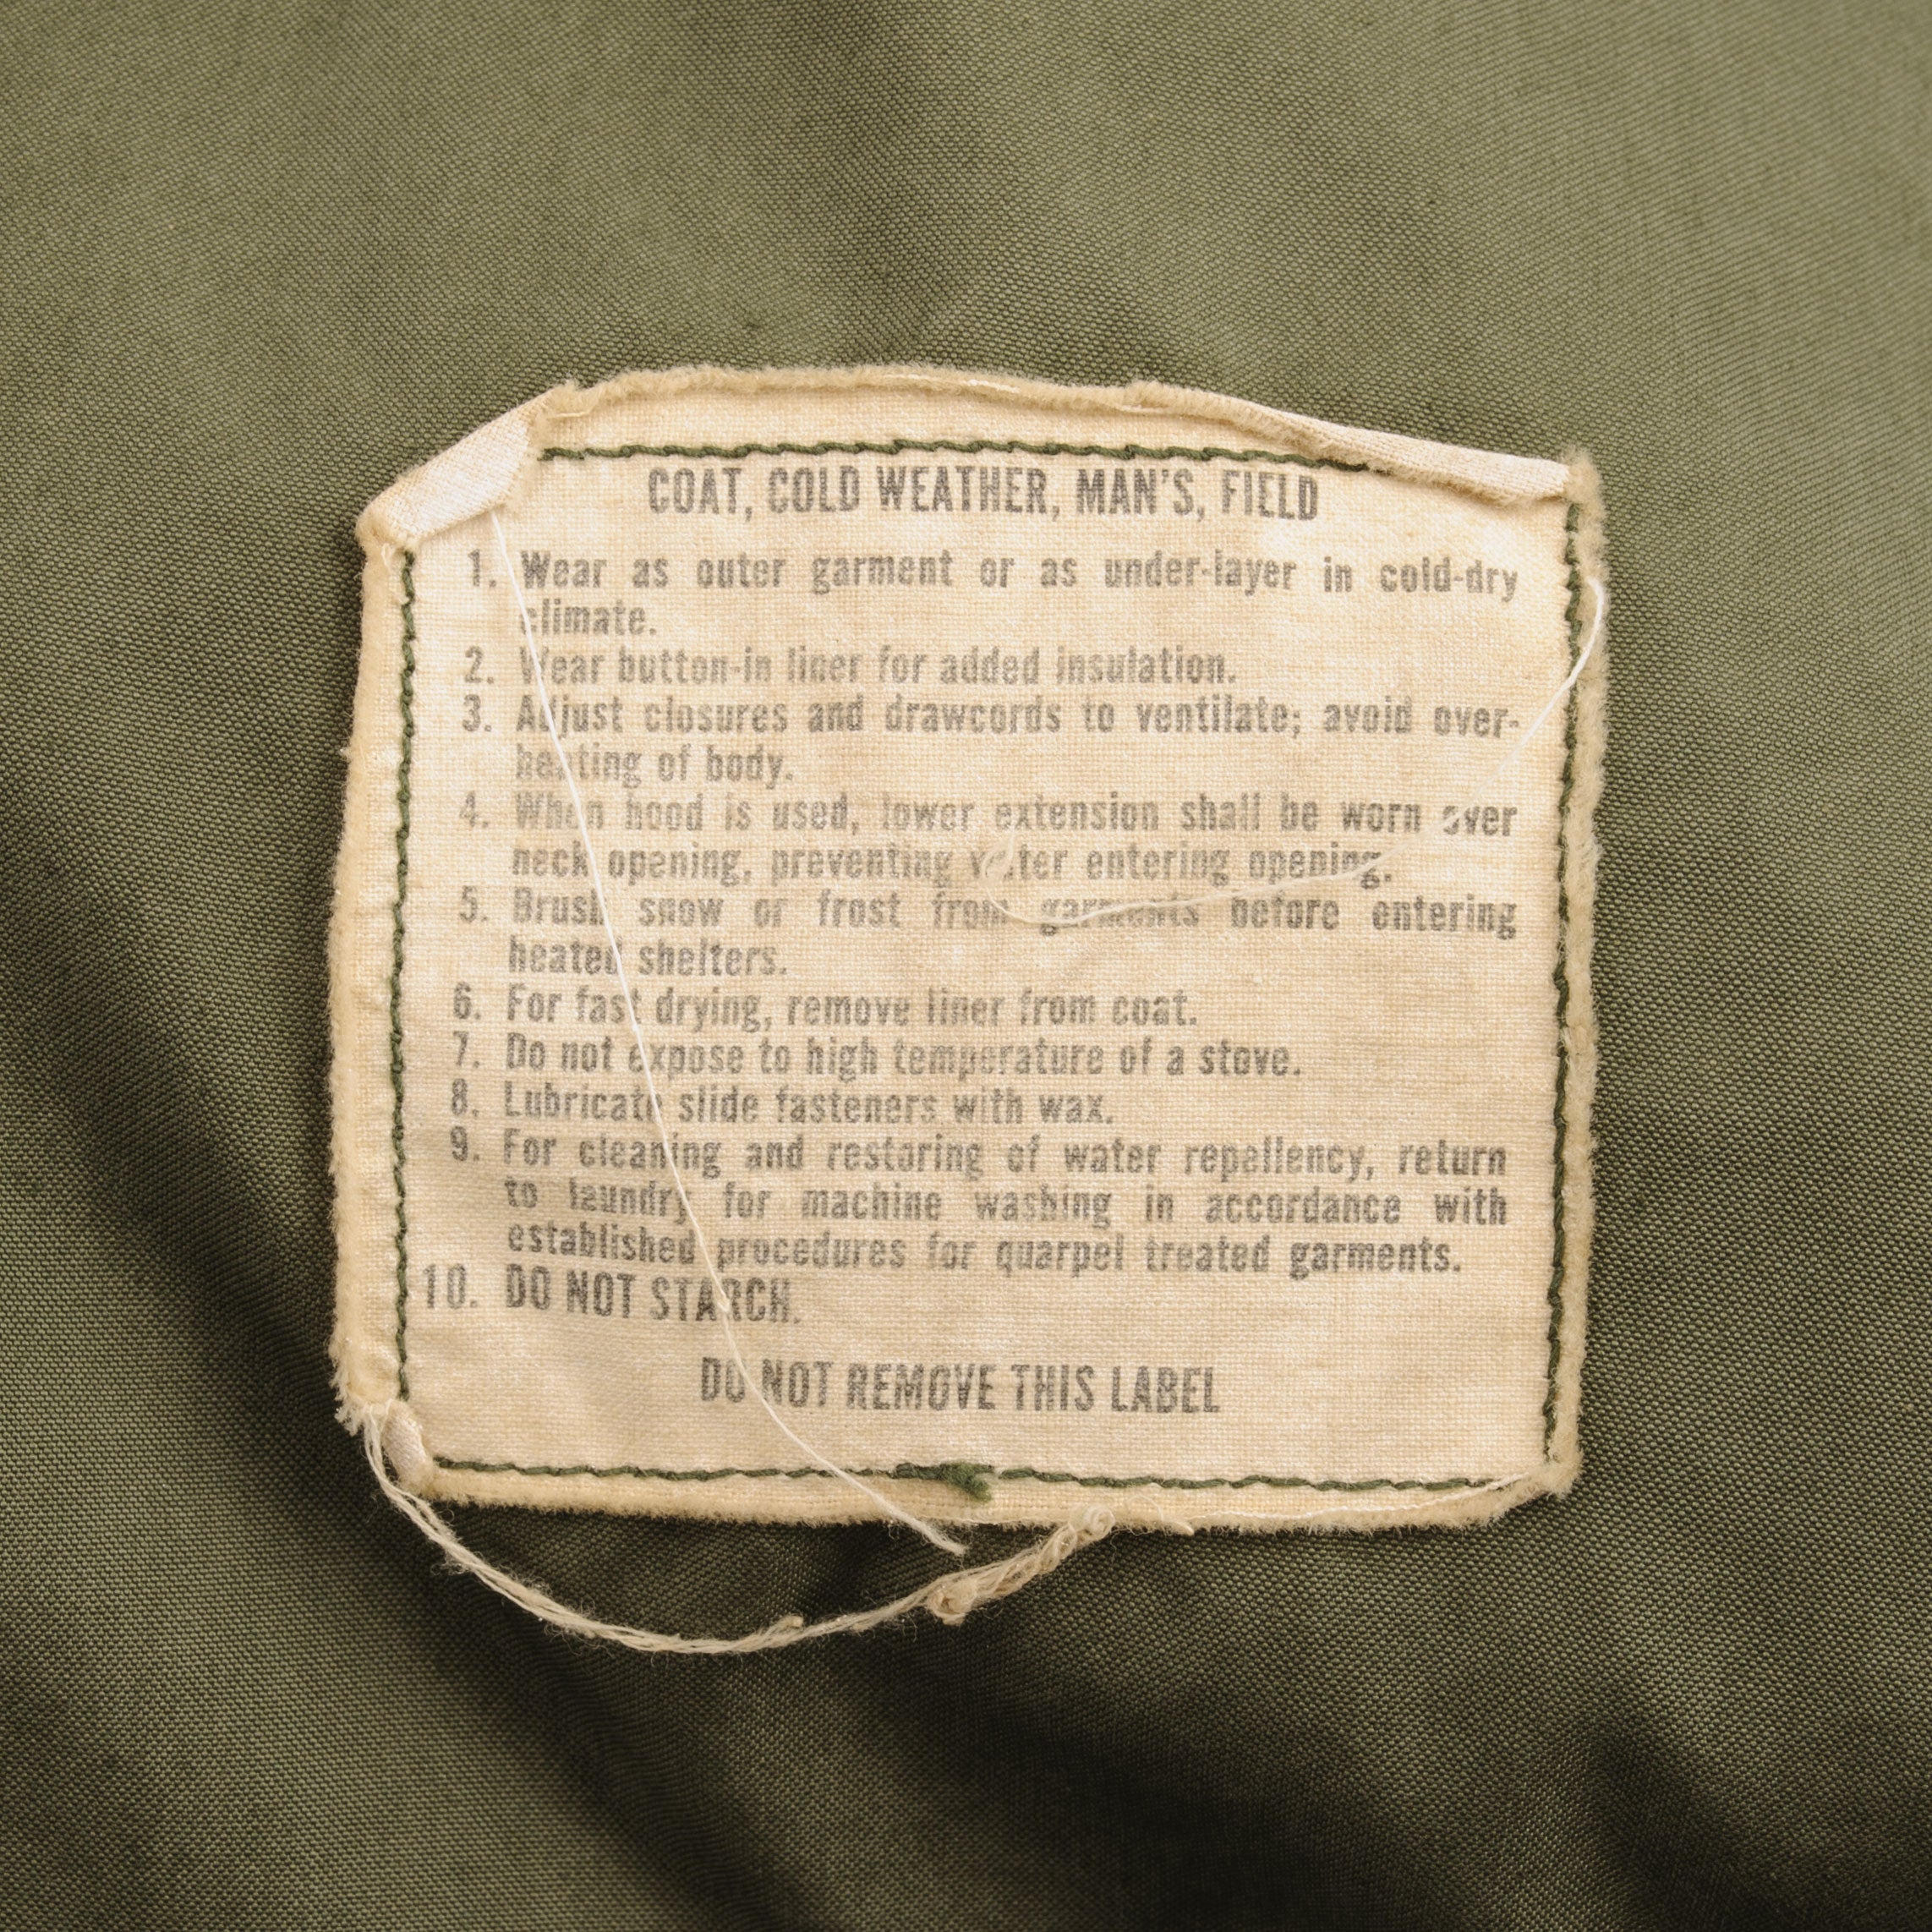 COAT, COLD WEATHER, MAN'S, FIELD
1. Wear as outer garment or as under-layer in cold-dry
climate.
2. Wear button-in liner for added insulation.
3. Adjust closures and drawcords to ventilate; avoid over-
heating of body.
4. When hood is used, lower extension shall be worn over
neck opening, preventing water entering opening.
5. Brush snow or frost from garments before entering
heated shelters.
6. For fast drying, remove liner from coat.
7. Do not expose to high temperature of a stove.
8. Lubricate slide fasteners with wax.
9. For cleaning and restoring of water repellency, return
to laundry for machine washing in accordance with
established procedures for quarpel treated garments.
10. DO NOT STARCH.
DO NOT REMOVE THIS LABEL